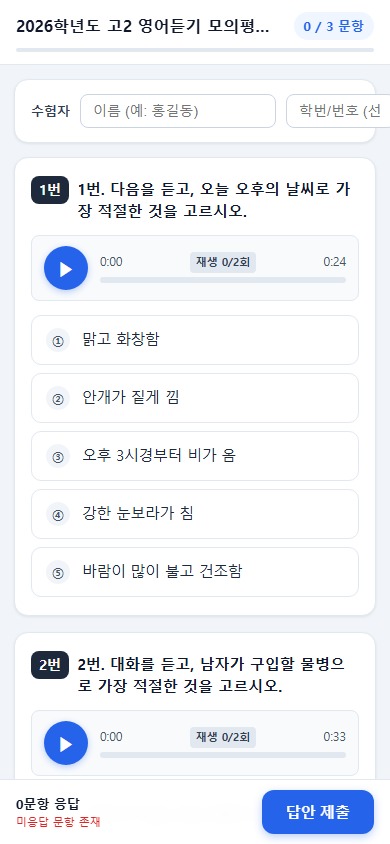 2026학년도 고2 영어듣기 모의평...
0 / 3 문항
수험자
이름 (예: 홍길동)
학번/번호 (선
1번
1번. 다음을 듣고, 오늘 오후의 날씨로 가
장 적절한 것을 고르시오.
0:00
재생 0/2회
0:24
① 맑고 화창함
② 안개가 짙게 낌
③ 오후 3시경부터 비가 옴
④ 강한 눈보라가 침
⑤ 바람이 많이 불고 건조함
2번
2번. 대화를 듣고, 남자가 구입할 물병으
로 가장 적절한 것을 고르시오.
0:00
재생 0/2회
0:33
0문항 응답
미응답 문항 존재
답안 제출